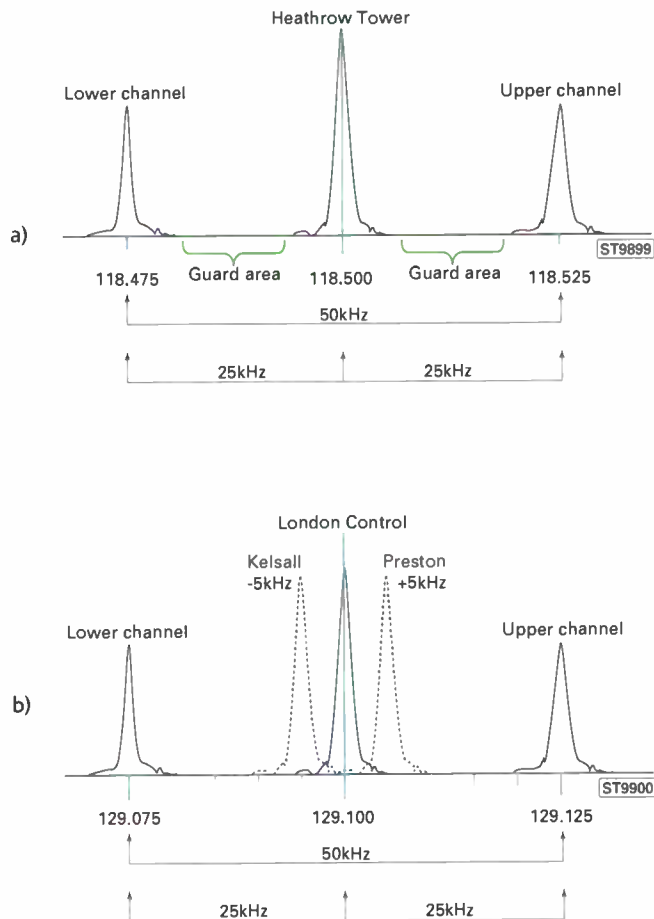 Heathrow Tower
Lower channel
Upper channel
a)
ST9899
Guard area
Guard area
118.475
118.500
118.525
50kHz
25kHz
25kHz
London Control
Kelsall
-5kHz
Preston
+5kHz
Lower channel
Upper channel
b)
ST9900
129.075
129.100
129.125
50kHz
25kHz
25kHz